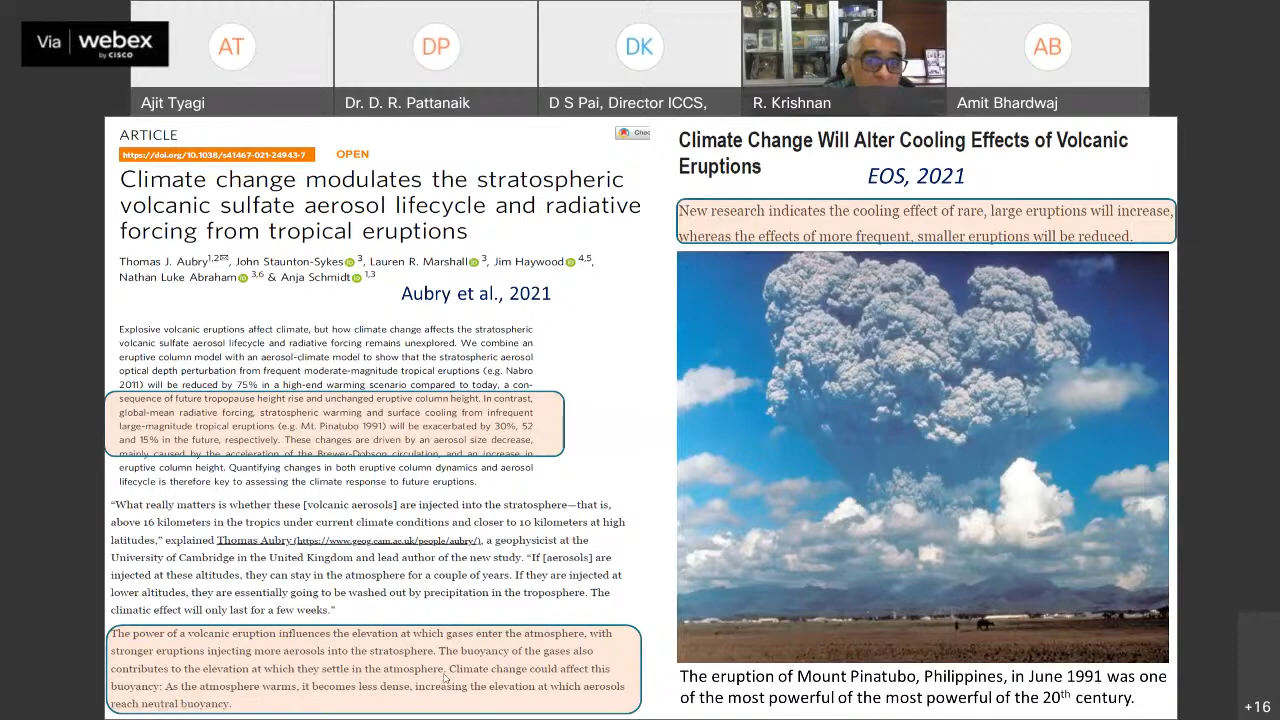 Via webex
by CISCO
AT
DP
DK
AB
Ajit Tyagi
Dr. D. R. Pattanaik
D S Pai, Director ICCS,
R. Krishnan
Amit Bhardwaj
ARTICLE
Chec
https://doi.org/10.1038/s41467-021-24943-7
OPEN
Climate change modulates the stratospheric
volcanic sulfate aerosol lifecycle and radiative
forcing from tropical eruptions
Thomas J. Aubry1,2✉, John Staunton-Sykes 3, Lauren R. Marshall 3, Jim Haywood 4,5,
Nathan Luke Abraham 3,6 & Anja Schmidt 1,3
Aubry et al., 2021
Explosive volcanic eruptions affect climate, but how climate change affects the stratospheric
volcanic sulfate aerosol lifecycle and radiative forcing remains unexplored. We combine an
eruptive column model with an aerosol-climate model to show that the stratospheric aerosol
optical depth perturbation from frequent moderate-magnitude tropical eruptions (e.g. Nabro
2011) will be reduced by 75% in a high-end warming scenario compared to today, a con-
sequence of future tropopause height rise and unchanged eruptive column height. In contrast,
global-mean radiative forcing, stratospheric warming and surface cooling from infrequent
large-magnitude tropical eruptions (e.g. Mt. Pinatubo 1991) will be exacerbated by 30%, 52
and 15% in the future, respectively. These changes are driven by an aerosol size decrease,
mainly caused by the acceleration of the Brewer-Dobson circulation, and an increase in
eruptive column height. Quantifying changes in both eruptive column dynamics and aerosol
lifecycle is therefore key to assessing the climate response to future eruptions.
“What really matters is whether these [volcanic aerosols] are injected into the stratosphere—that is,
above 16 kilometers in the tropics under current climate conditions and closer to 10 kilometers at high
latitudes,” explained Thomas Aubry (https://www.geog.cam.ac.uk/people/aubry/), a geophysicist at the
University of Cambridge in the United Kingdom and lead author of the new study. “If [aerosols] are
injected at these altitudes, they can stay in the atmosphere for a couple of years. If they are injected at
lower altitudes, they are essentially going to be washed out by precipitation in the troposphere. The
climatic effect will only last for a few weeks.”
The power of a volcanic eruption influences the elevation at which gases enter the atmosphere, with
stronger eruptions injecting more aerosols into the stratosphere. The buoyancy of the gases also
contributes to the elevation at which they settle in the atmosphere. Climate change could affect this
buoyancy: As the atmosphere warms, it becomes less dense, increasing the elevation at which aerosols
reach neutral buoyancy.
Climate Change Will Alter Cooling Effects of Volcanic
Eruptions
EOS, 2021
New research indicates the cooling effect of rare, large eruptions will increase,
whereas the effects of more frequent, smaller eruptions will be reduced.
The eruption of Mount Pinatubo, Philippines, in June 1991 was one
of the most powerful of the most powerful of the 20th century.
+16